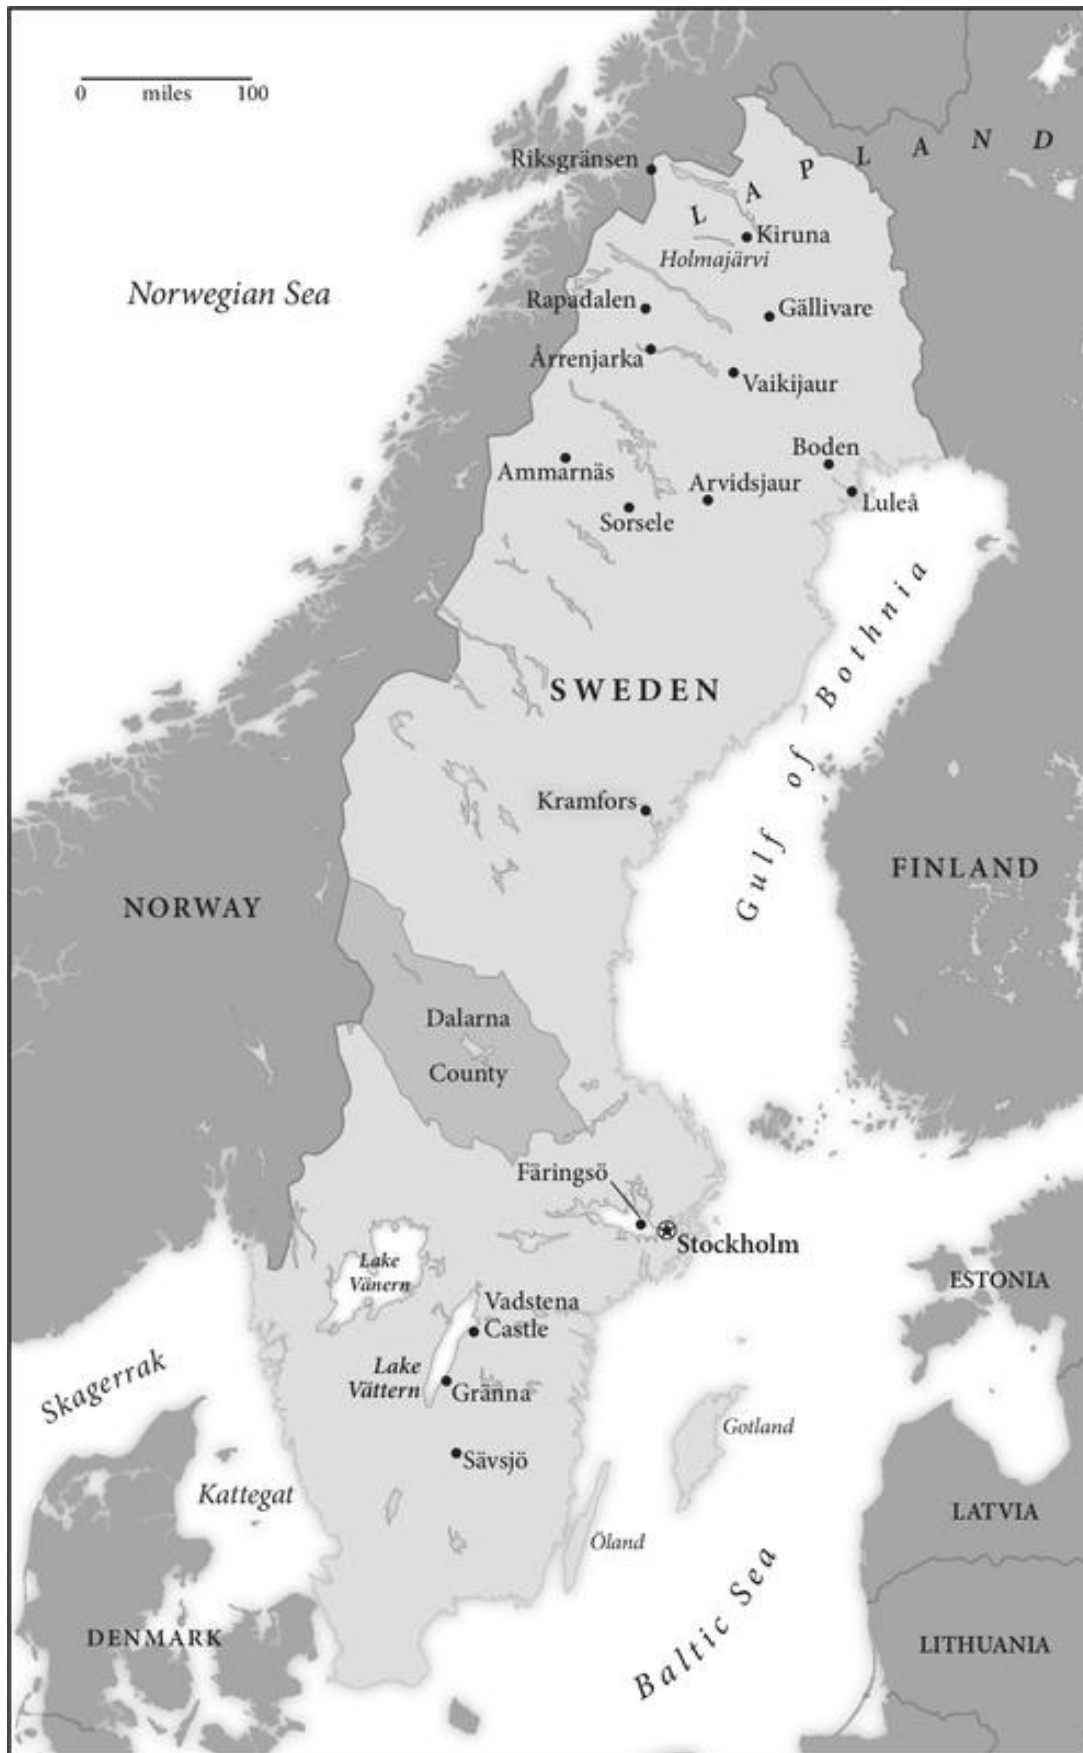 0 miles 100
L A P L A N D
Riksgränsen
Kiruna
Holmajärvi
Norwegian Sea
Rapadalen
Gällivare
Årrenjarka
Vaikijaur
Boden
Ammarnäs
Arvidsjaur
Luleå
Sorsele
Gulf of Bothnia
SWEDEN
Kramfors
FINLAND
NORWAY
Dalarna
County
Färingsö
Stockholm
Lake
Vänern
ESTONIA
Vadstena
Castle
Lake
Vättern
Gränna
Skagerrak
Gotland
Sävsjö
Kattegat
LATVIA
Öland
Baltic Sea
DENMARK
LITHUANIA